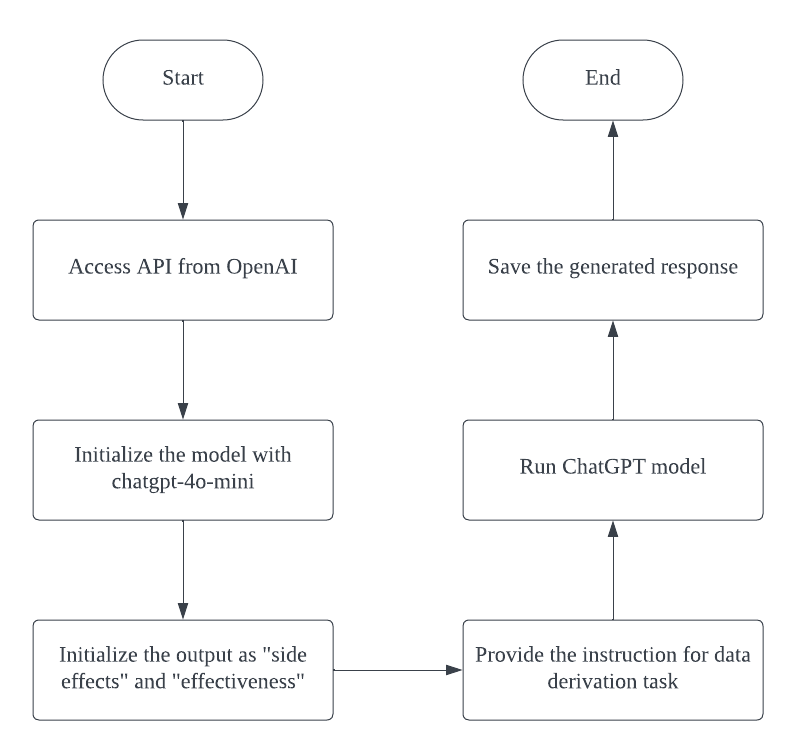 Start
Access API from OpenAI
Initialize the model with
chatgpt-4o-mini
Initialize the output as "side
effects" and "effectiveness"
Provide the instruction for data
derivation task
Run ChatGPT model
Save the generated response
End